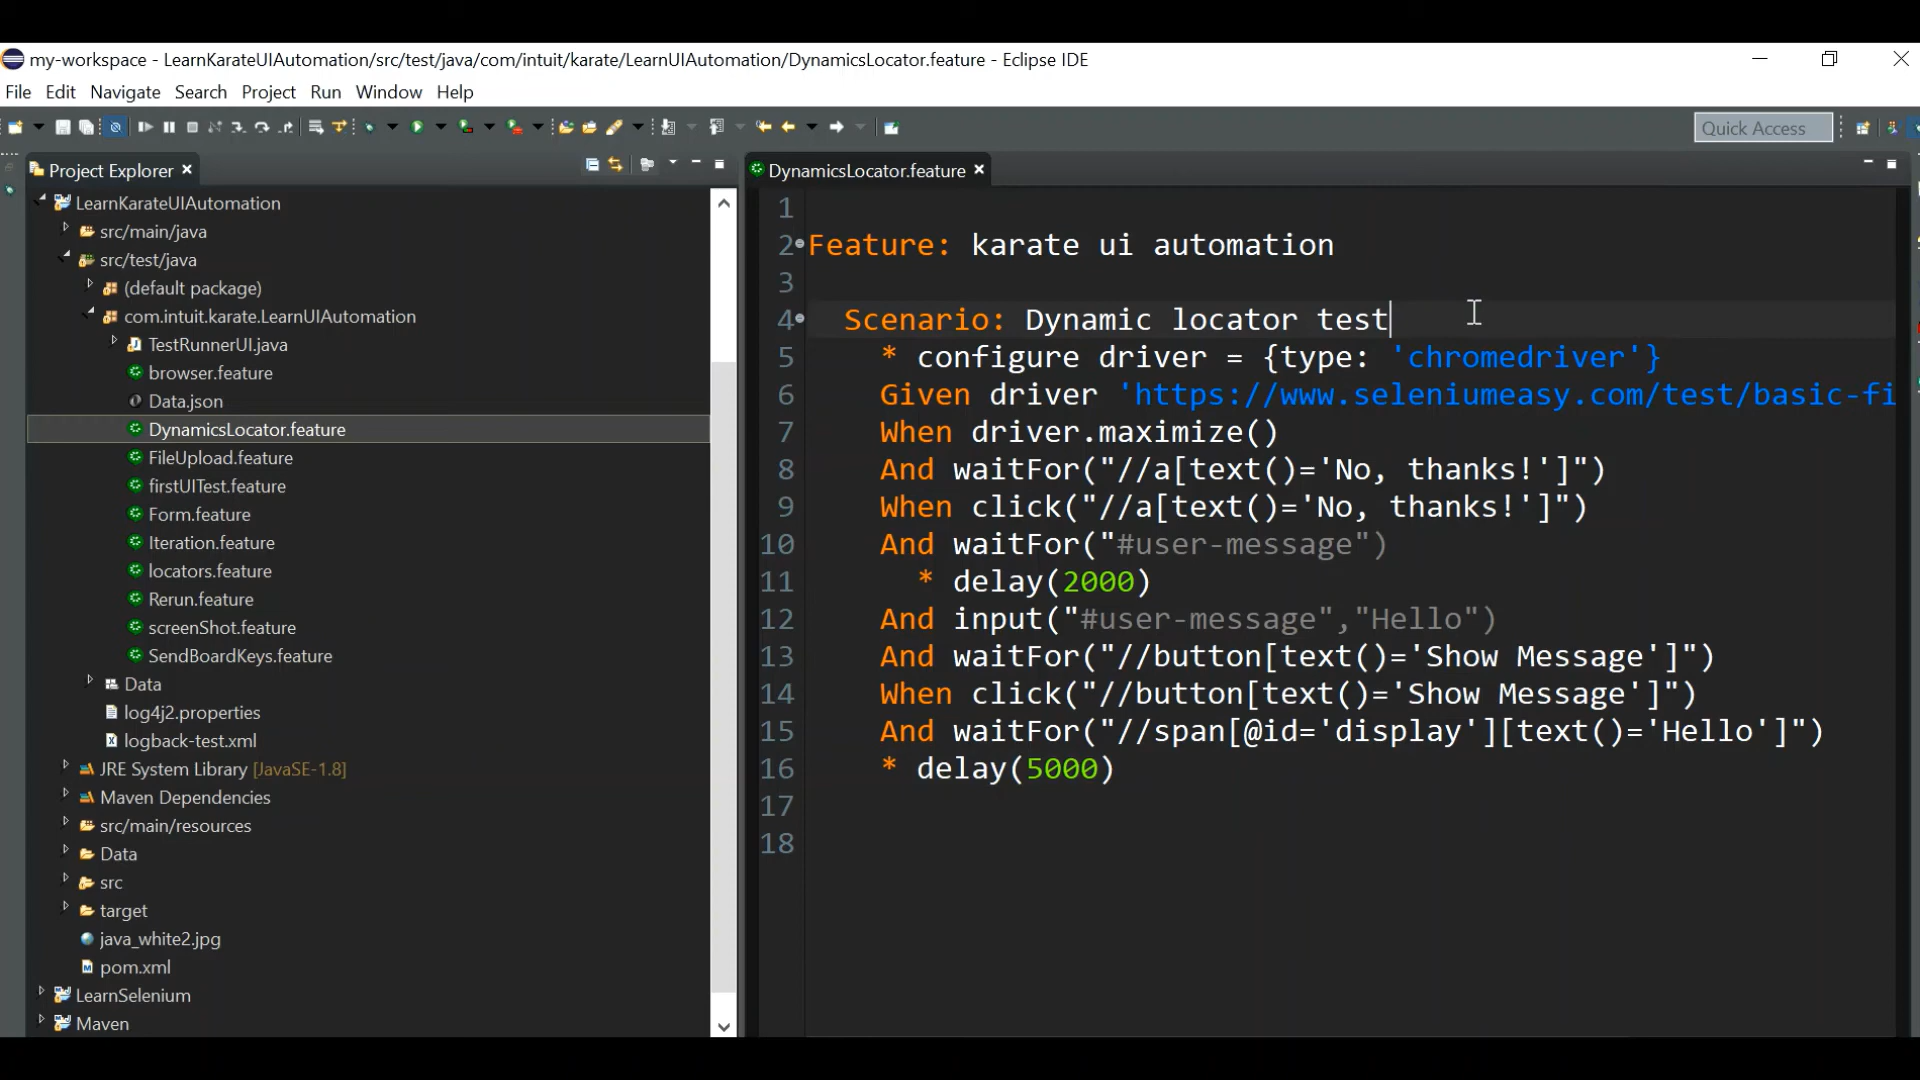 my-workspace - LearnKarateUIAutomation/src/test/java/com/intuit/karate/LearnUIAutomation/DynamicsLocator.feature - Eclipse IDE
File Edit Navigate Search Project Run Window Help
Quick Access
Project Explorer
LearnKarateUIAutomation
src/main/java
src/test/java
(default package)
com.intuit.karate.LearnUIAutomation
TestRunnerUI.java
browser.feature
Data.json
DynamicsLocator.feature
FileUpload.feature
firstUITest.feature
Form.feature
Iteration.feature
locators.feature
Rerun.feature
screenShot.feature
SendBoardKeys.feature
Data
log4j2.properties
logback-test.xml
JRE System Library [JavaSE-1.8]
Maven Dependencies
src/main/resources
Data
src
target
java_white2.jpg
pom.xml
LearnSelenium
Maven
DynamicsLocator.feature
1
2 Feature: karate ui automation
3
4 Scenario: Dynamic locator test
5 * configure driver = {type: 'chromedriver'}
6 Given driver 'https://www.seleniumeasy.com/test/basic-fi
7 When driver.maximize()
8 And waitFor("//a[text()='No, thanks!']")
9 When click("//a[text()='No, thanks!']")
10 And waitFor("#user-message")
11 * delay(2000)
12 And input("#user-message","Hello")
13 And waitFor("//button[text()='Show Message']")
14 When click("//button[text()='Show Message']")
15 And waitFor("//span[@id='display'][text()='Hello']")
16 * delay(5000)
17
18